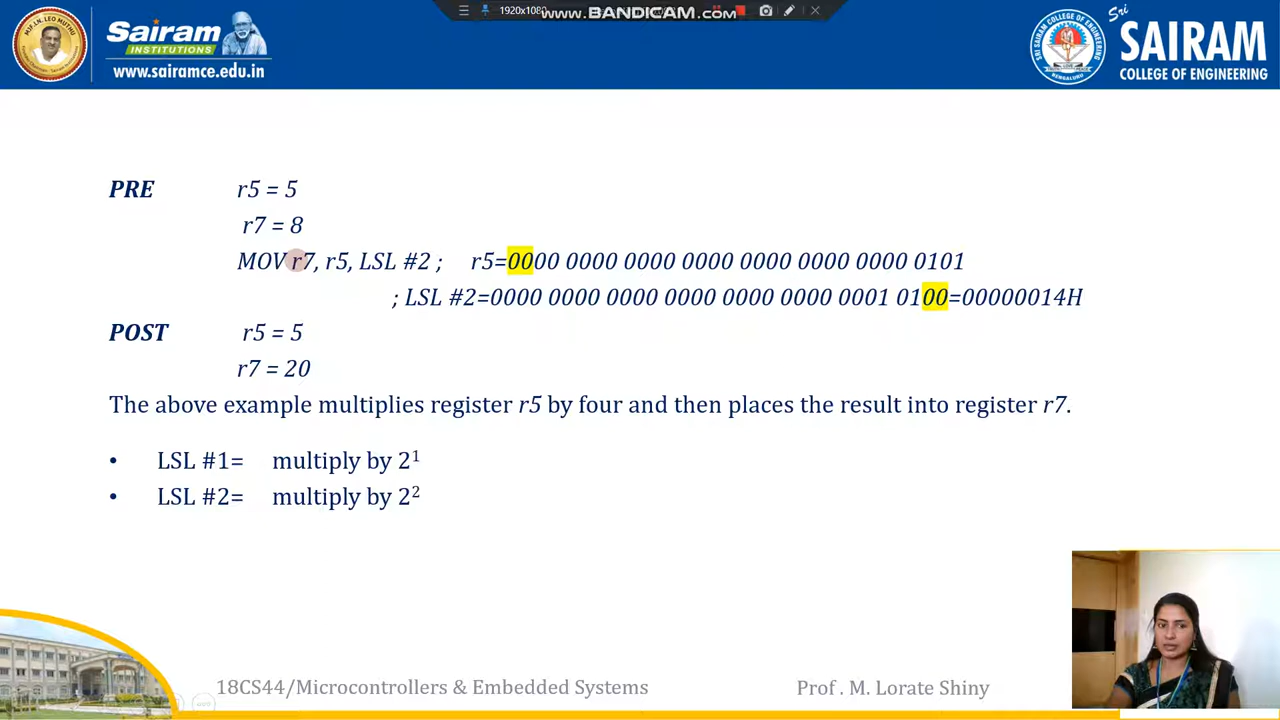 1920x1080
WWW.BANDICAM.COM
Sairam
INSTITUTIONS
www.sairamce.edu.in
Sri
SAIRAM
COLLEGE OF ENGINEERING
PRE r5 = 5
r7 = 8
MOV r7, r5, LSL #2 ; r5=0000 0000 0000 0000 0000 0000 0000 0101
; LSL #2=0000 0000 0000 0000 0000 0000 0001 0100=00000014H
POST r5 = 5
r7 = 20
The above example multiplies register r5 by four and then places the result into register r7.
• LSL #1= multiply by 2¹
• LSL #2= multiply by 2²
18CS44/Microcontrollers & Embedded Systems
Prof . M. Lorate Shiny